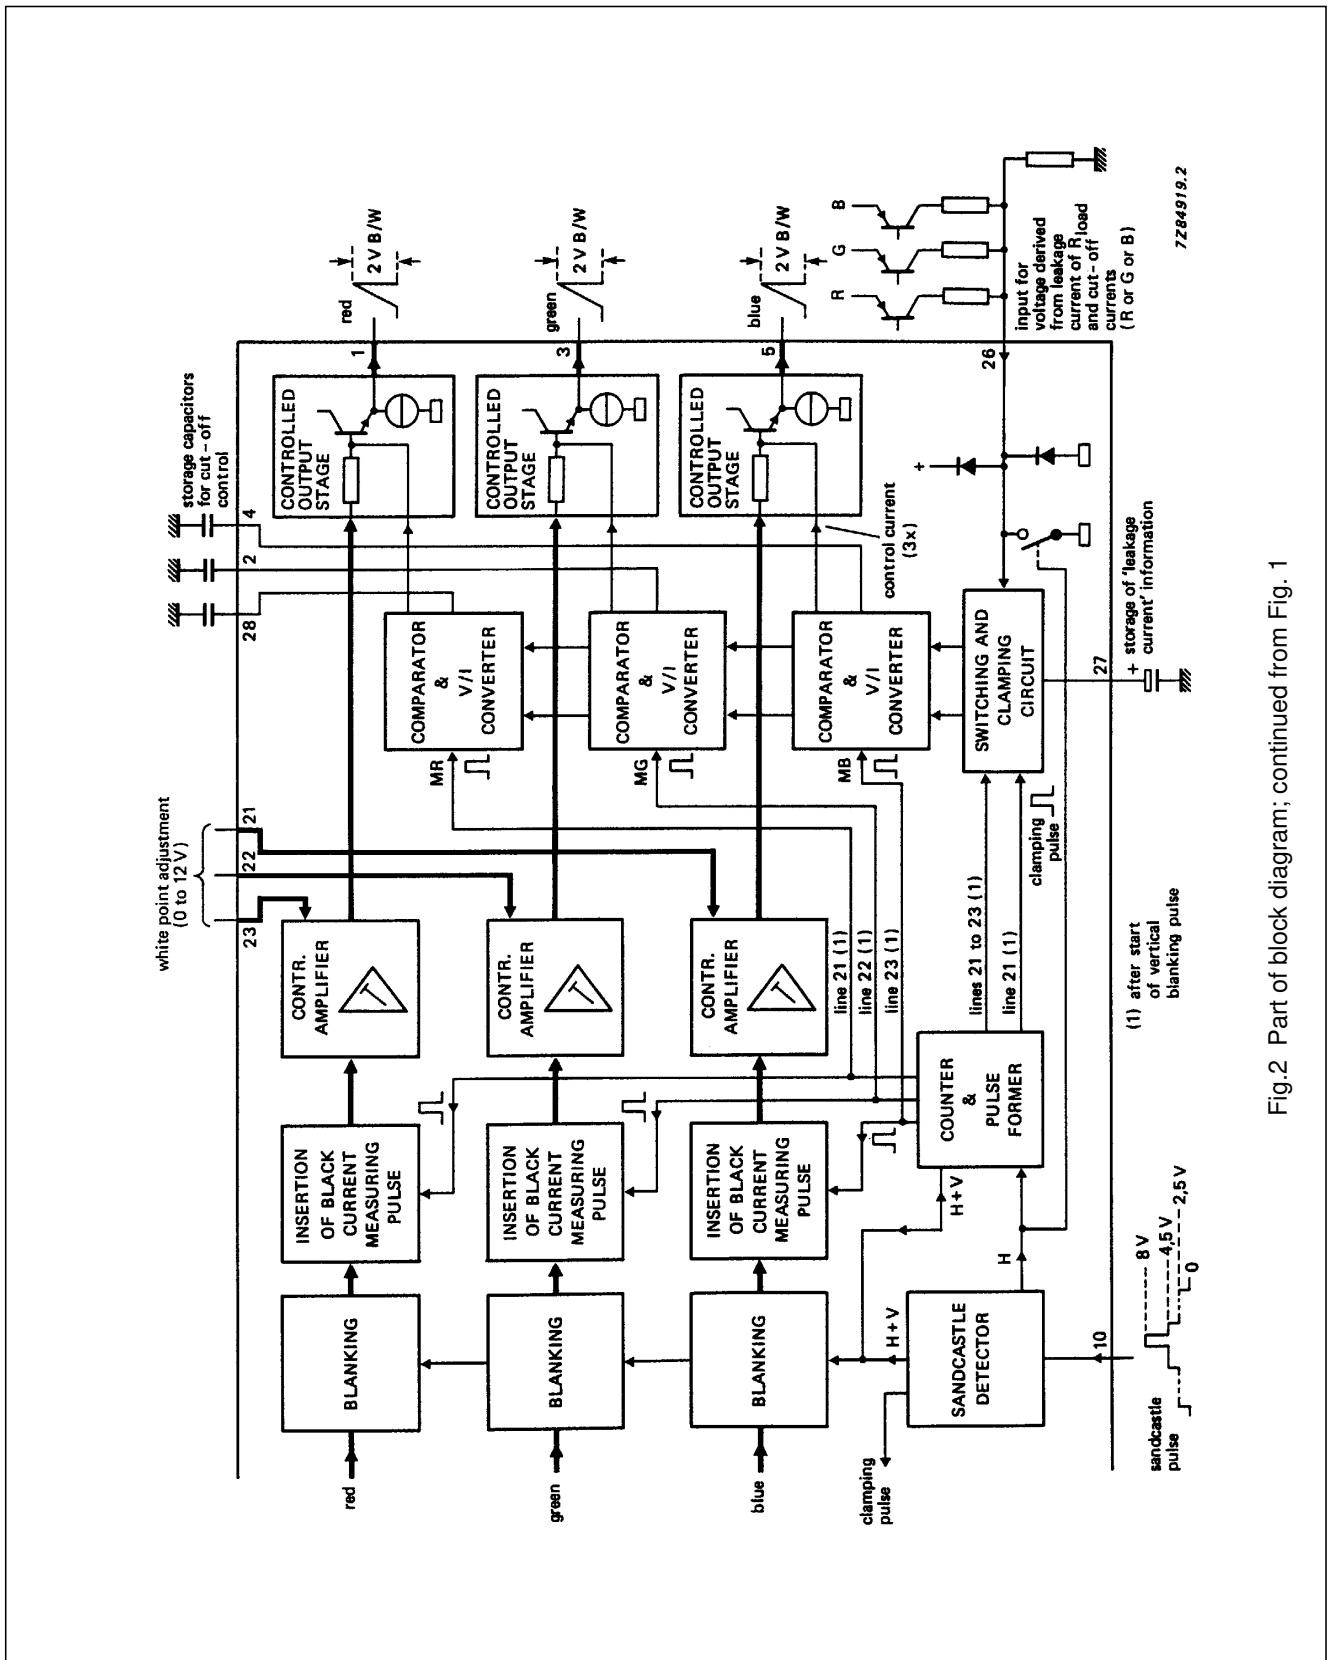 white point adjustment
(0 to 12 V)
23
22
21
28
2
4
storage capacitors
for cut-off
control
red
BLANKING
INSERTION
OF BLACK
CURRENT
MEASURING
PULSE
CONTR.
AMPLIFIER
CONTROLLED
OUTPUT
STAGE
1
red
2 V B/W
MR
COMPARATOR
&
V/I
CONVERTER
green
BLANKING
INSERTION
OF BLACK
CURRENT
MEASURING
PULSE
CONTR.
AMPLIFIER
CONTROLLED
OUTPUT
STAGE
3
green
2 V B/W
MG
COMPARATOR
&
V/I
CONVERTER
blue
BLANKING
INSERTION
OF BLACK
CURRENT
MEASURING
PULSE
CONTR.
AMPLIFIER
CONTROLLED
OUTPUT
STAGE
5
blue
2 V B/W
line 21 (1)
line 22 (1)
line 23 (1)
MB
COMPARATOR
&
V/I
CONVERTER
control current
(3x)
R
G
B
clamping
pulse
H+V
H+V
SANDCASTLE
DETECTOR
H
COUNTER
&
PULSE
FORMER
lines 21 to 23 (1)
line 21 (1)
clamping
pulse
SWITCHING AND
CLAMPING
CIRCUIT
+
26
input for
voltage derived
from leakage
current of Rload
and cut-off
currents
(R or G or B)
10
27
sandcastle
pulse
8 V
4,5 V
2,5 V
0
(1) after start
of vertical
blanking pulse
+ storage of 'leakage
current' information
7Z84919.2
Fig.2 Part of block diagram; continued from Fig. 1